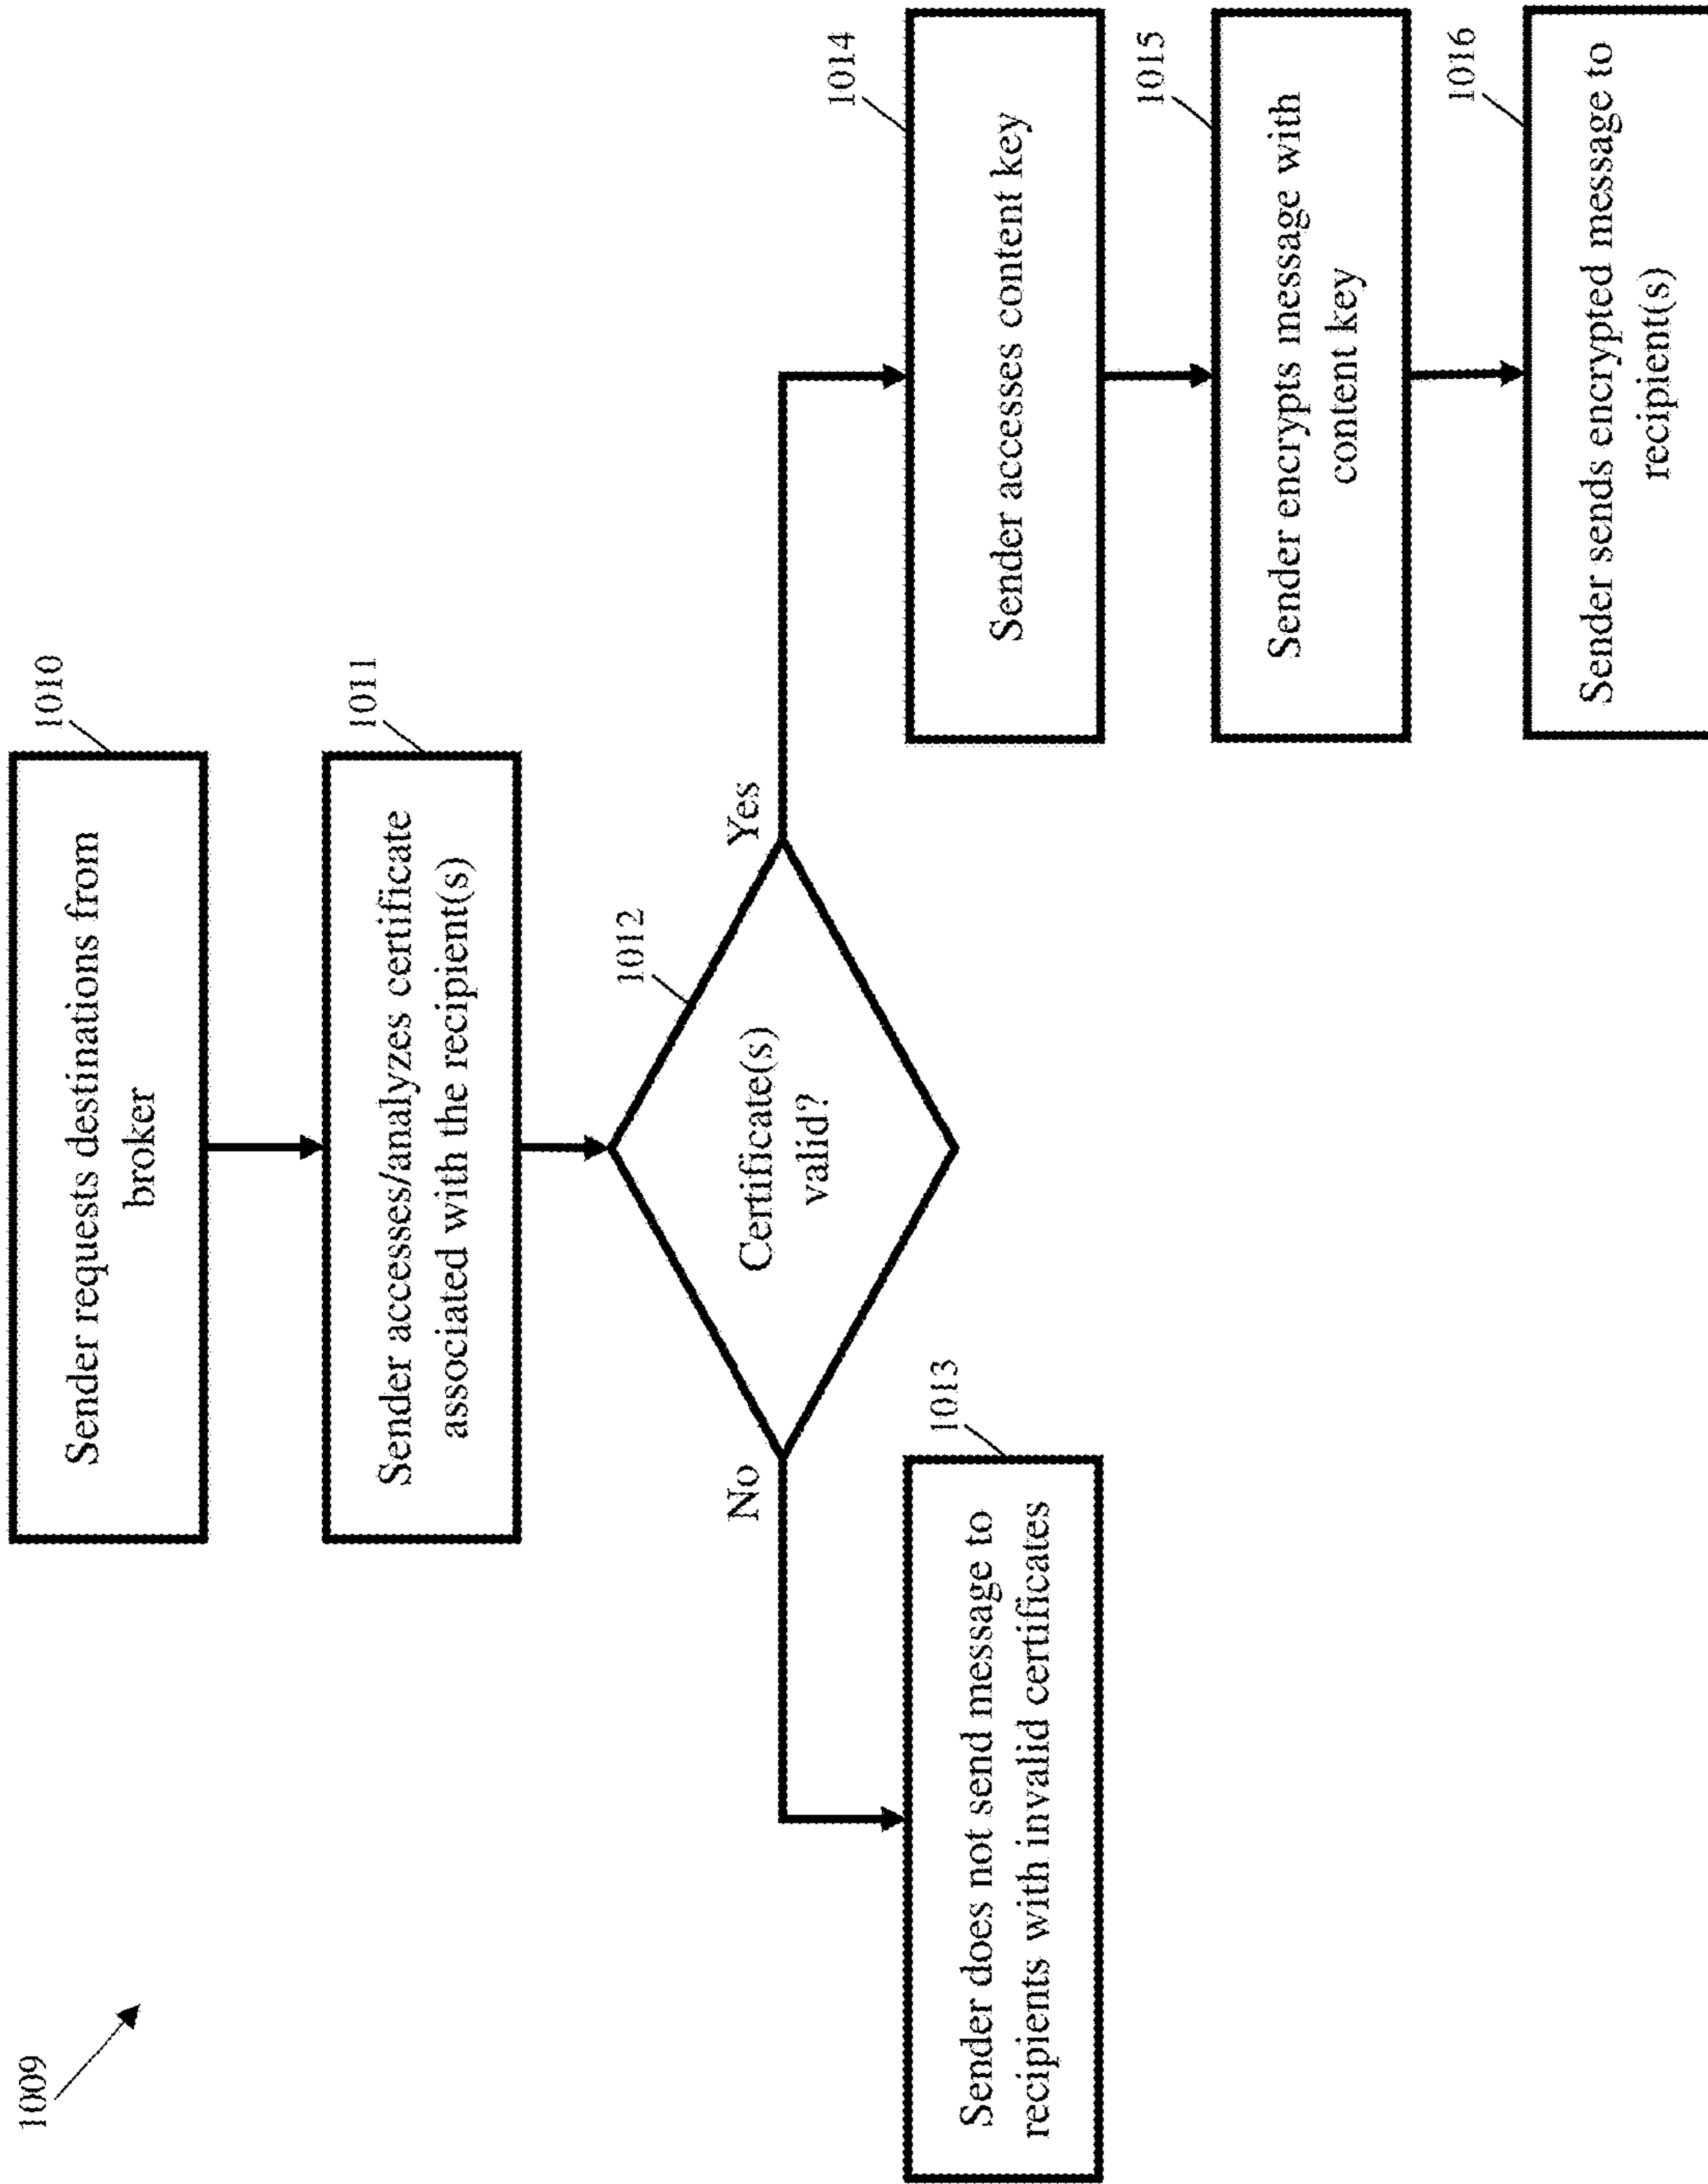 1009
1010
Sender requests destinations from
broker
1011
Sender accesses/analyzes certificate
associated with the recipient(s)
1012
Certificate(s)
valid?
No
Yes
1013
Sender does not send message to
recipients with invalid certificates
1014
Sender accesses content key
1015
Sender encrypts message with
content key
1016
Sender sends encrypted message to
recipient(s)